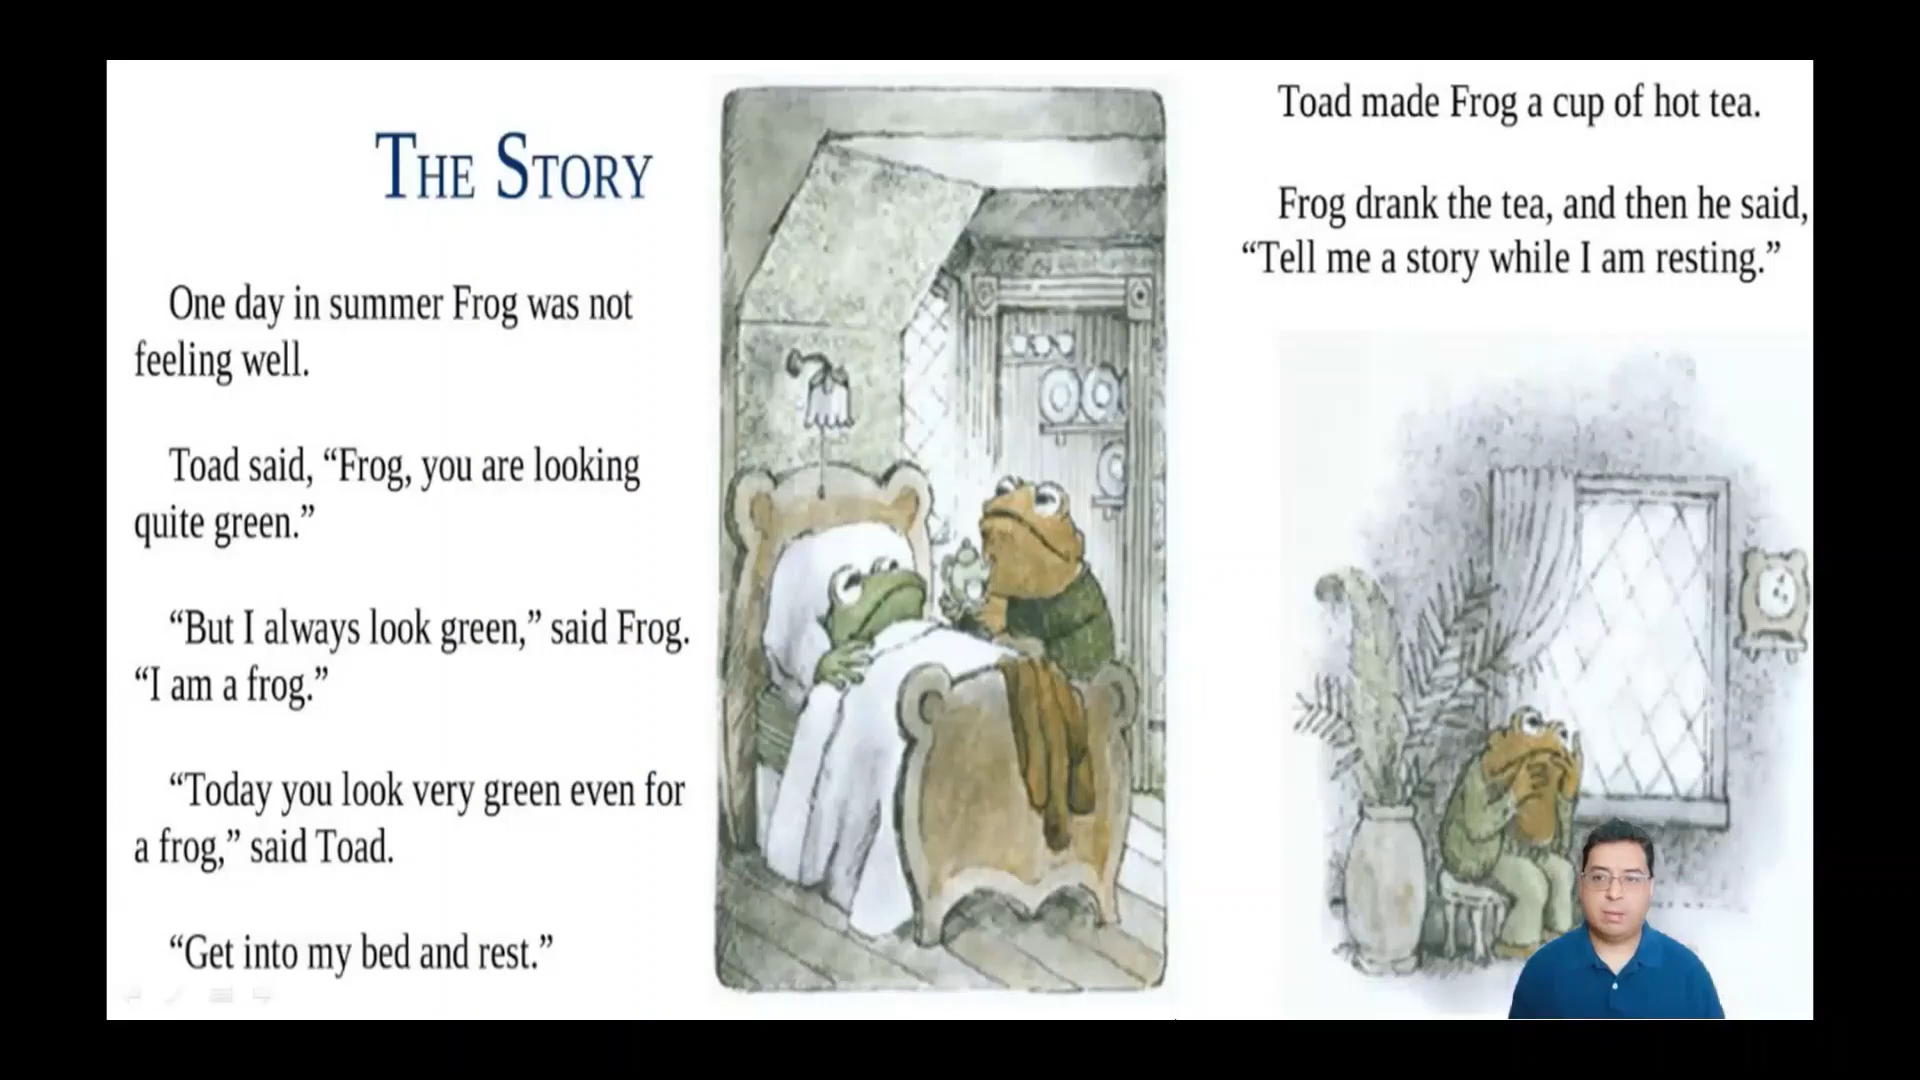 THE STORY
One day in summer Frog was not
feeling well.
Toad said, “Frog, you are looking
quite green.”
“But I always look green,” said Frog.
“I am a frog.”
“Today you look very green even for
a frog,” said Toad.
“Get into my bed and rest.”
Toad made Frog a cup of hot tea.
Frog drank the tea, and then he said,
“Tell me a story while I am resting.”